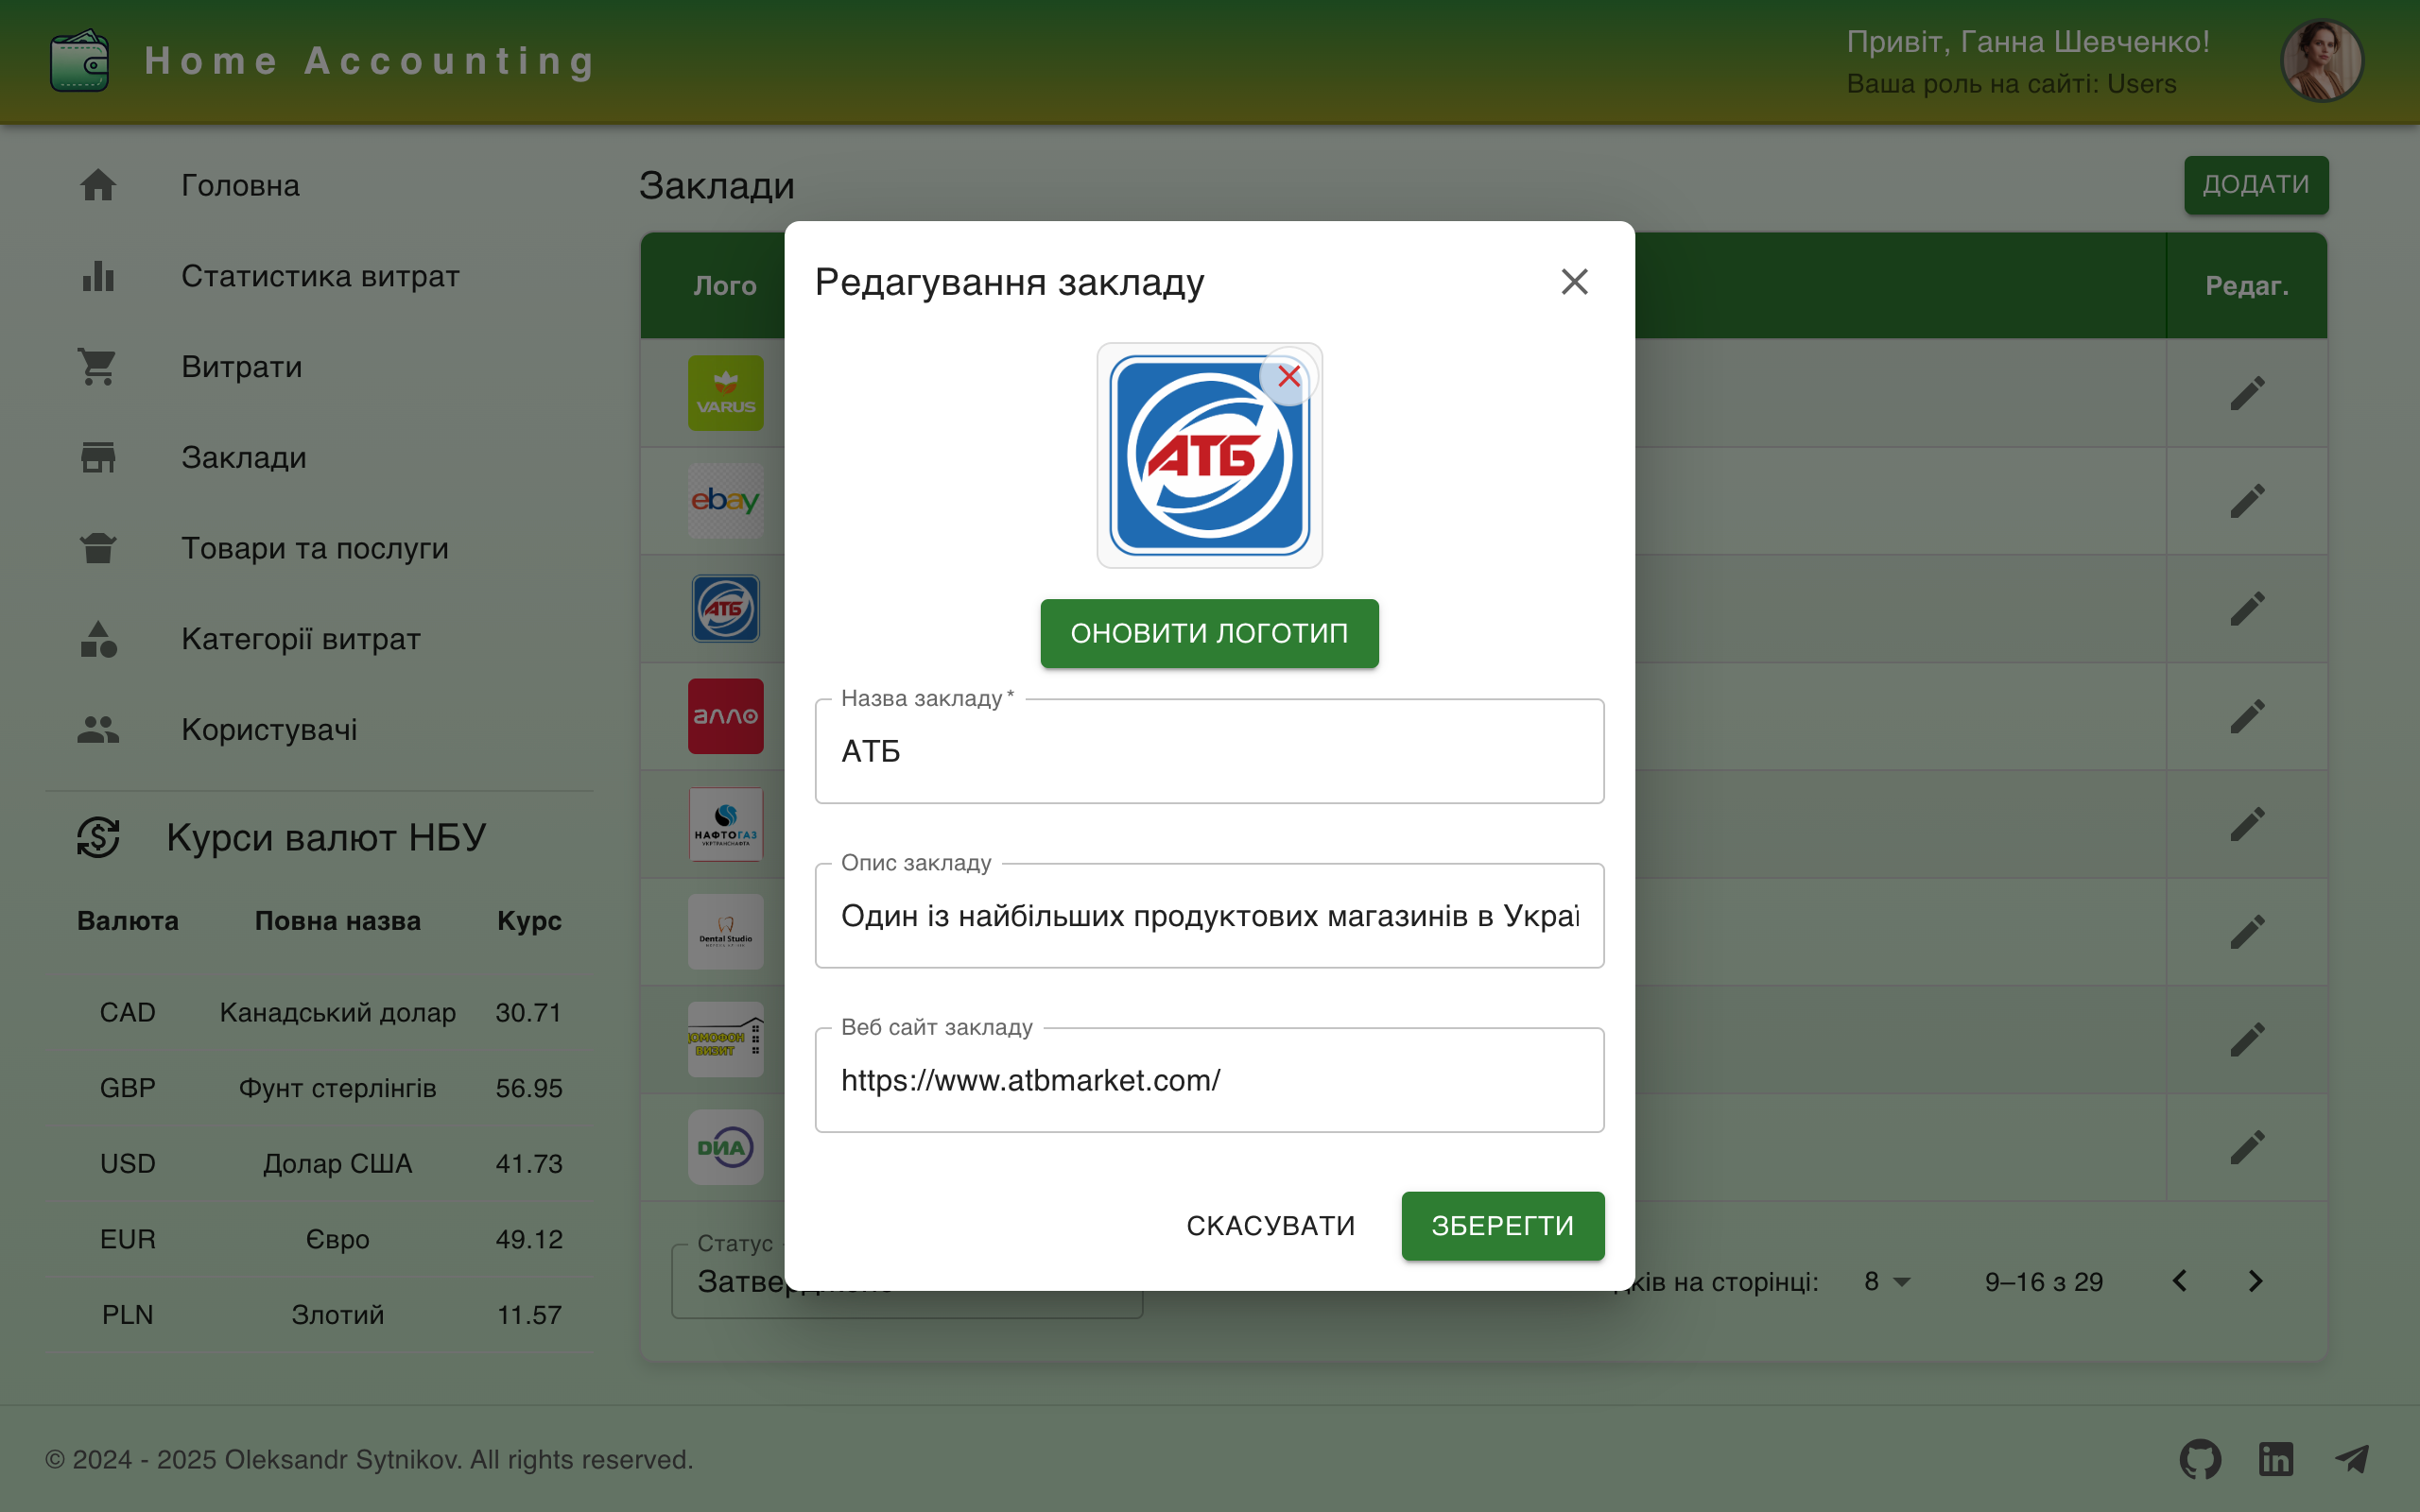 Home Accounting
Привіт, Ганна Шевченко!
Ваша роль на сайті: Users
Головна
Статистика витрат
Витрати
Заклади
Товари та послуги
Категорії витрат
Користувачі
Курси валют НБУ
Валюта Повна назва Курс
CAD Канадський долар 30.71
GBP Фунт стерлінгів 56.95
USD Долар США 41.73
EUR Євро 49.12
PLN Злотий 11.57
Заклади
ДОДАТИ
Лого
Редаг.
VARUS
ebay
АТБ
алло
НАФТОГАЗ
УКРТРАНСНАФТА
Dental Studio
ДОМОФОН
ВИЗИТ
DИA
Статус
8
на сторінці:
9–16 з 29
Редагування закладу
АТБ
ОНОВИТИ ЛОГОТИП
Назва закладу *
АТБ
Опис закладу
Один із найбільших продуктових магазинів в Украї
Веб сайт закладу
https://www.atbmarket.com/
СКАСУВАТИ
ЗБЕРЕГТИ
© 2024 - 2025 Oleksandr Sytnikov. All rights reserved.